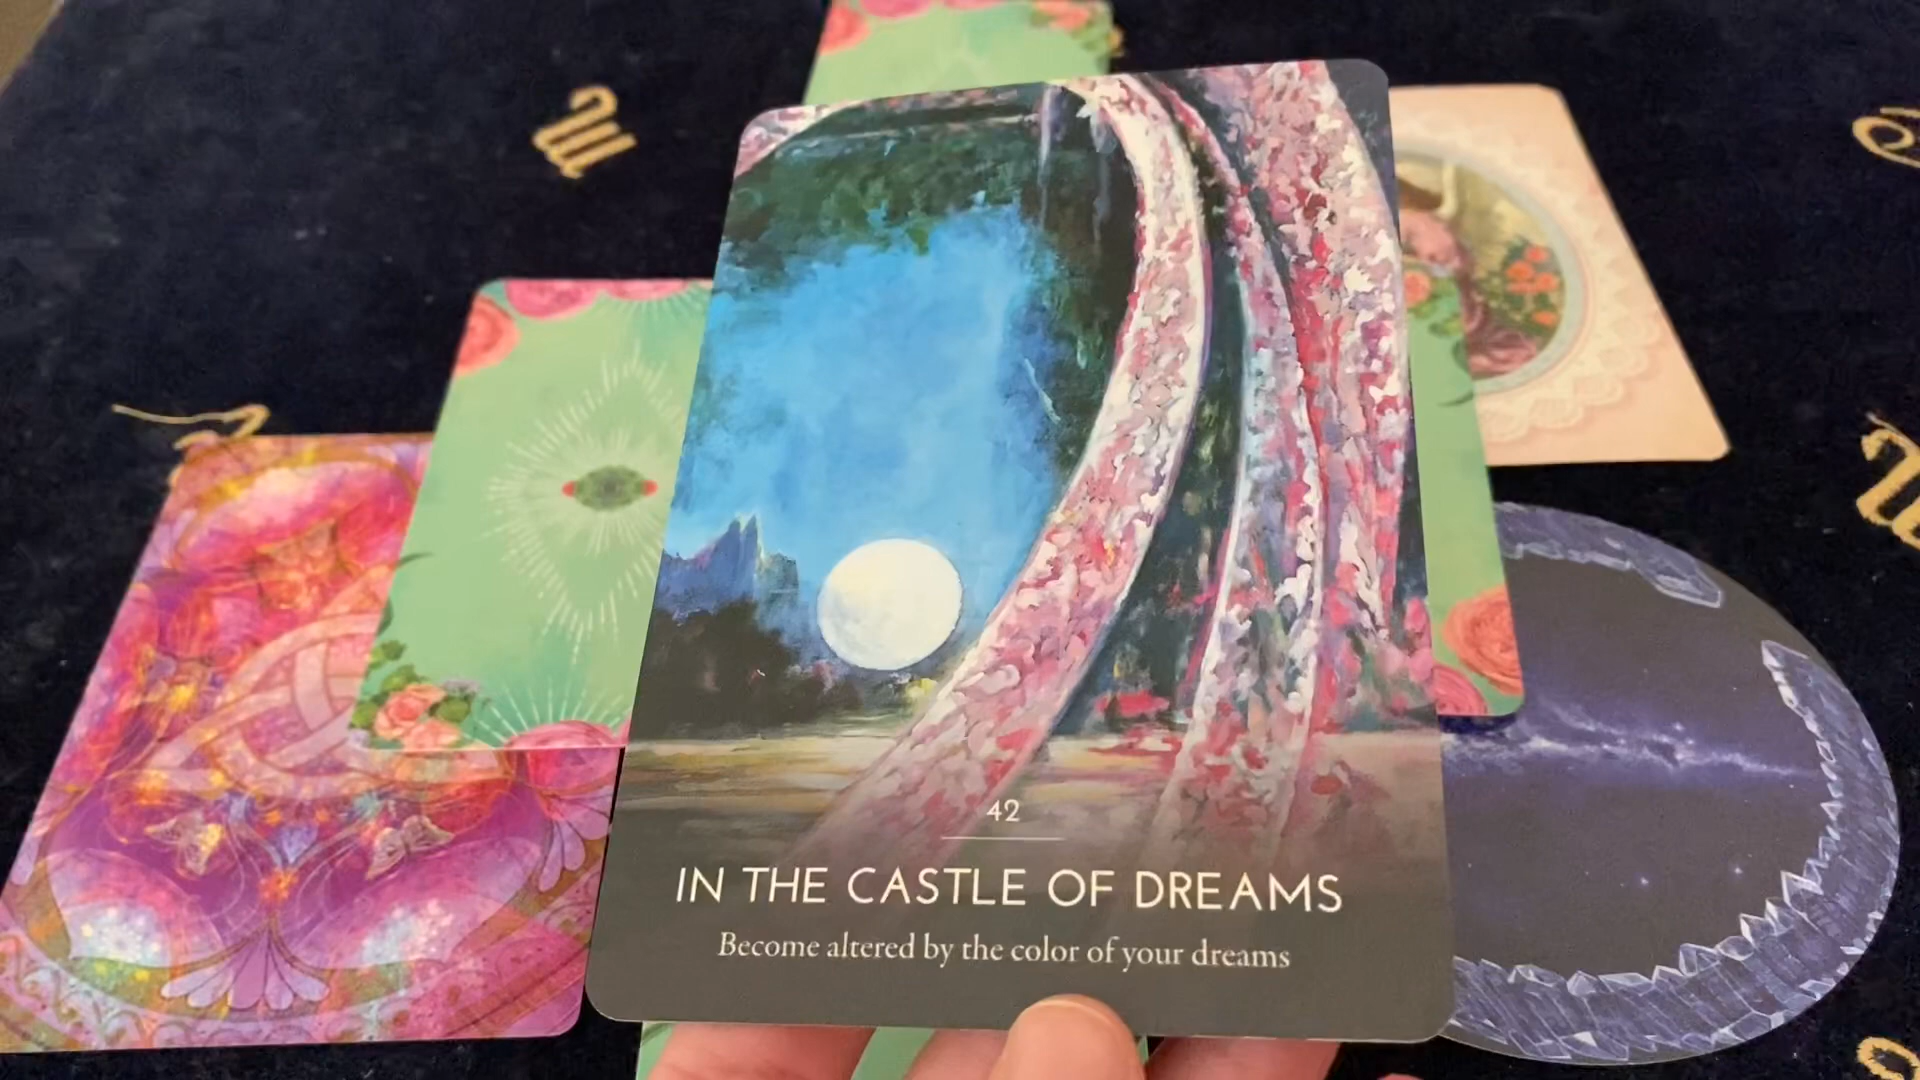 42
IN THE CASTLE OF DREAMS
Become altered by the color of your dreams